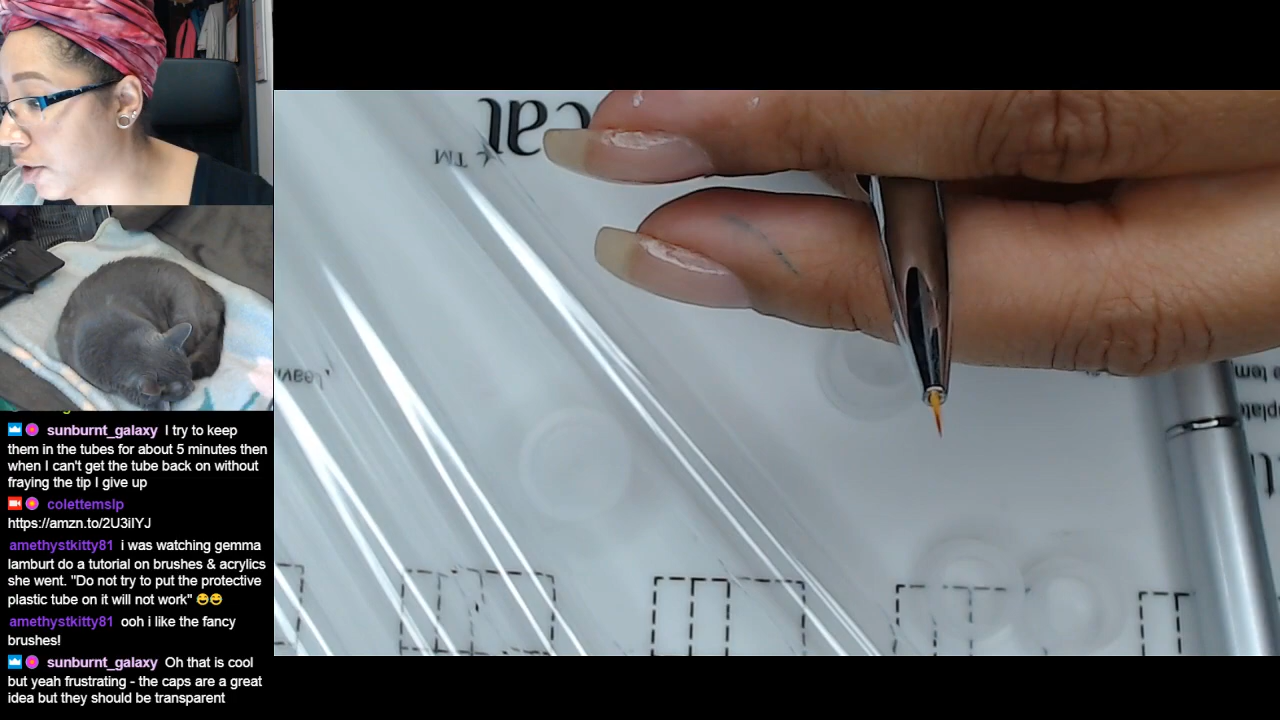 sunburnt_galaxy I try to keep
them in the tubes for about 5 minutes then
when I can't get the tube back on without
fraying the tip I give up
colettemslp
https://amzn.to/2U3iIYJ
amethystkitty81 i was watching gemma
lamburt do a tutorial on brushes & acrylics
she went. "Do not try to put the protective
plastic tube on it will not work" 😄😄
amethystkitty81 ooh i like the fancy
brushes!
sunburnt_galaxy Oh that is cool
but yeah frustrating - the caps are a great
idea but they should be transparent
TM